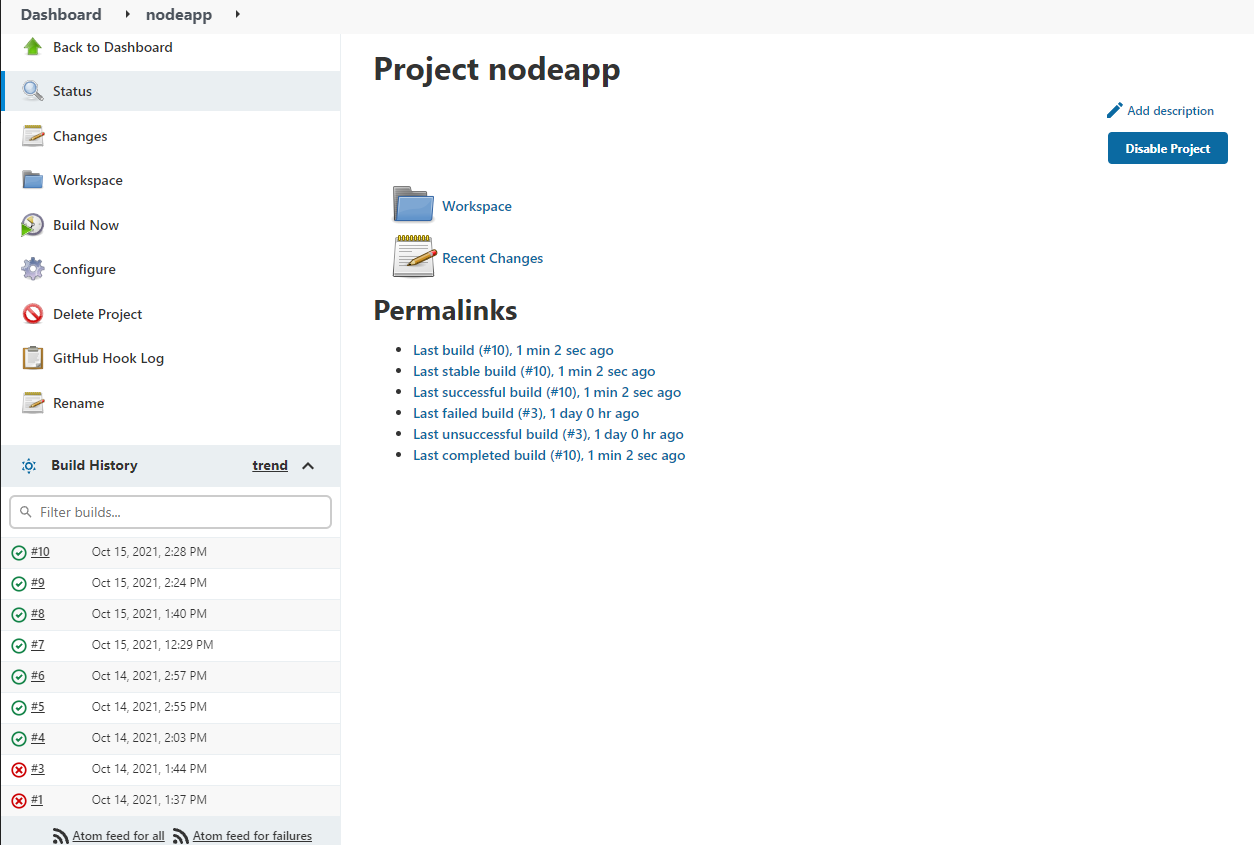 Dashboard nodeapp
Back to Dashboard
Status
Changes
Workspace
Build Now
Configure
Delete Project
GitHub Hook Log
Rename
Build History trend
Filter builds...
#10 Oct 15, 2021, 2:28 PM
#9 Oct 15, 2021, 2:24 PM
#8 Oct 15, 2021, 1:40 PM
#7 Oct 15, 2021, 12:29 PM
#6 Oct 14, 2021, 2:57 PM
#5 Oct 14, 2021, 2:55 PM
#4 Oct 14, 2021, 2:03 PM
#3 Oct 14, 2021, 1:44 PM
#1 Oct 14, 2021, 1:37 PM
Atom feed for all Atom feed for failures
Project nodeapp
Add description
Disable Project
Workspace
Recent Changes
Permalinks
Last build (#10), 1 min 2 sec ago
Last stable build (#10), 1 min 2 sec ago
Last successful build (#10), 1 min 2 sec ago
Last failed build (#3), 1 day 0 hr ago
Last unsuccessful build (#3), 1 day 0 hr ago
Last completed build (#10), 1 min 2 sec ago